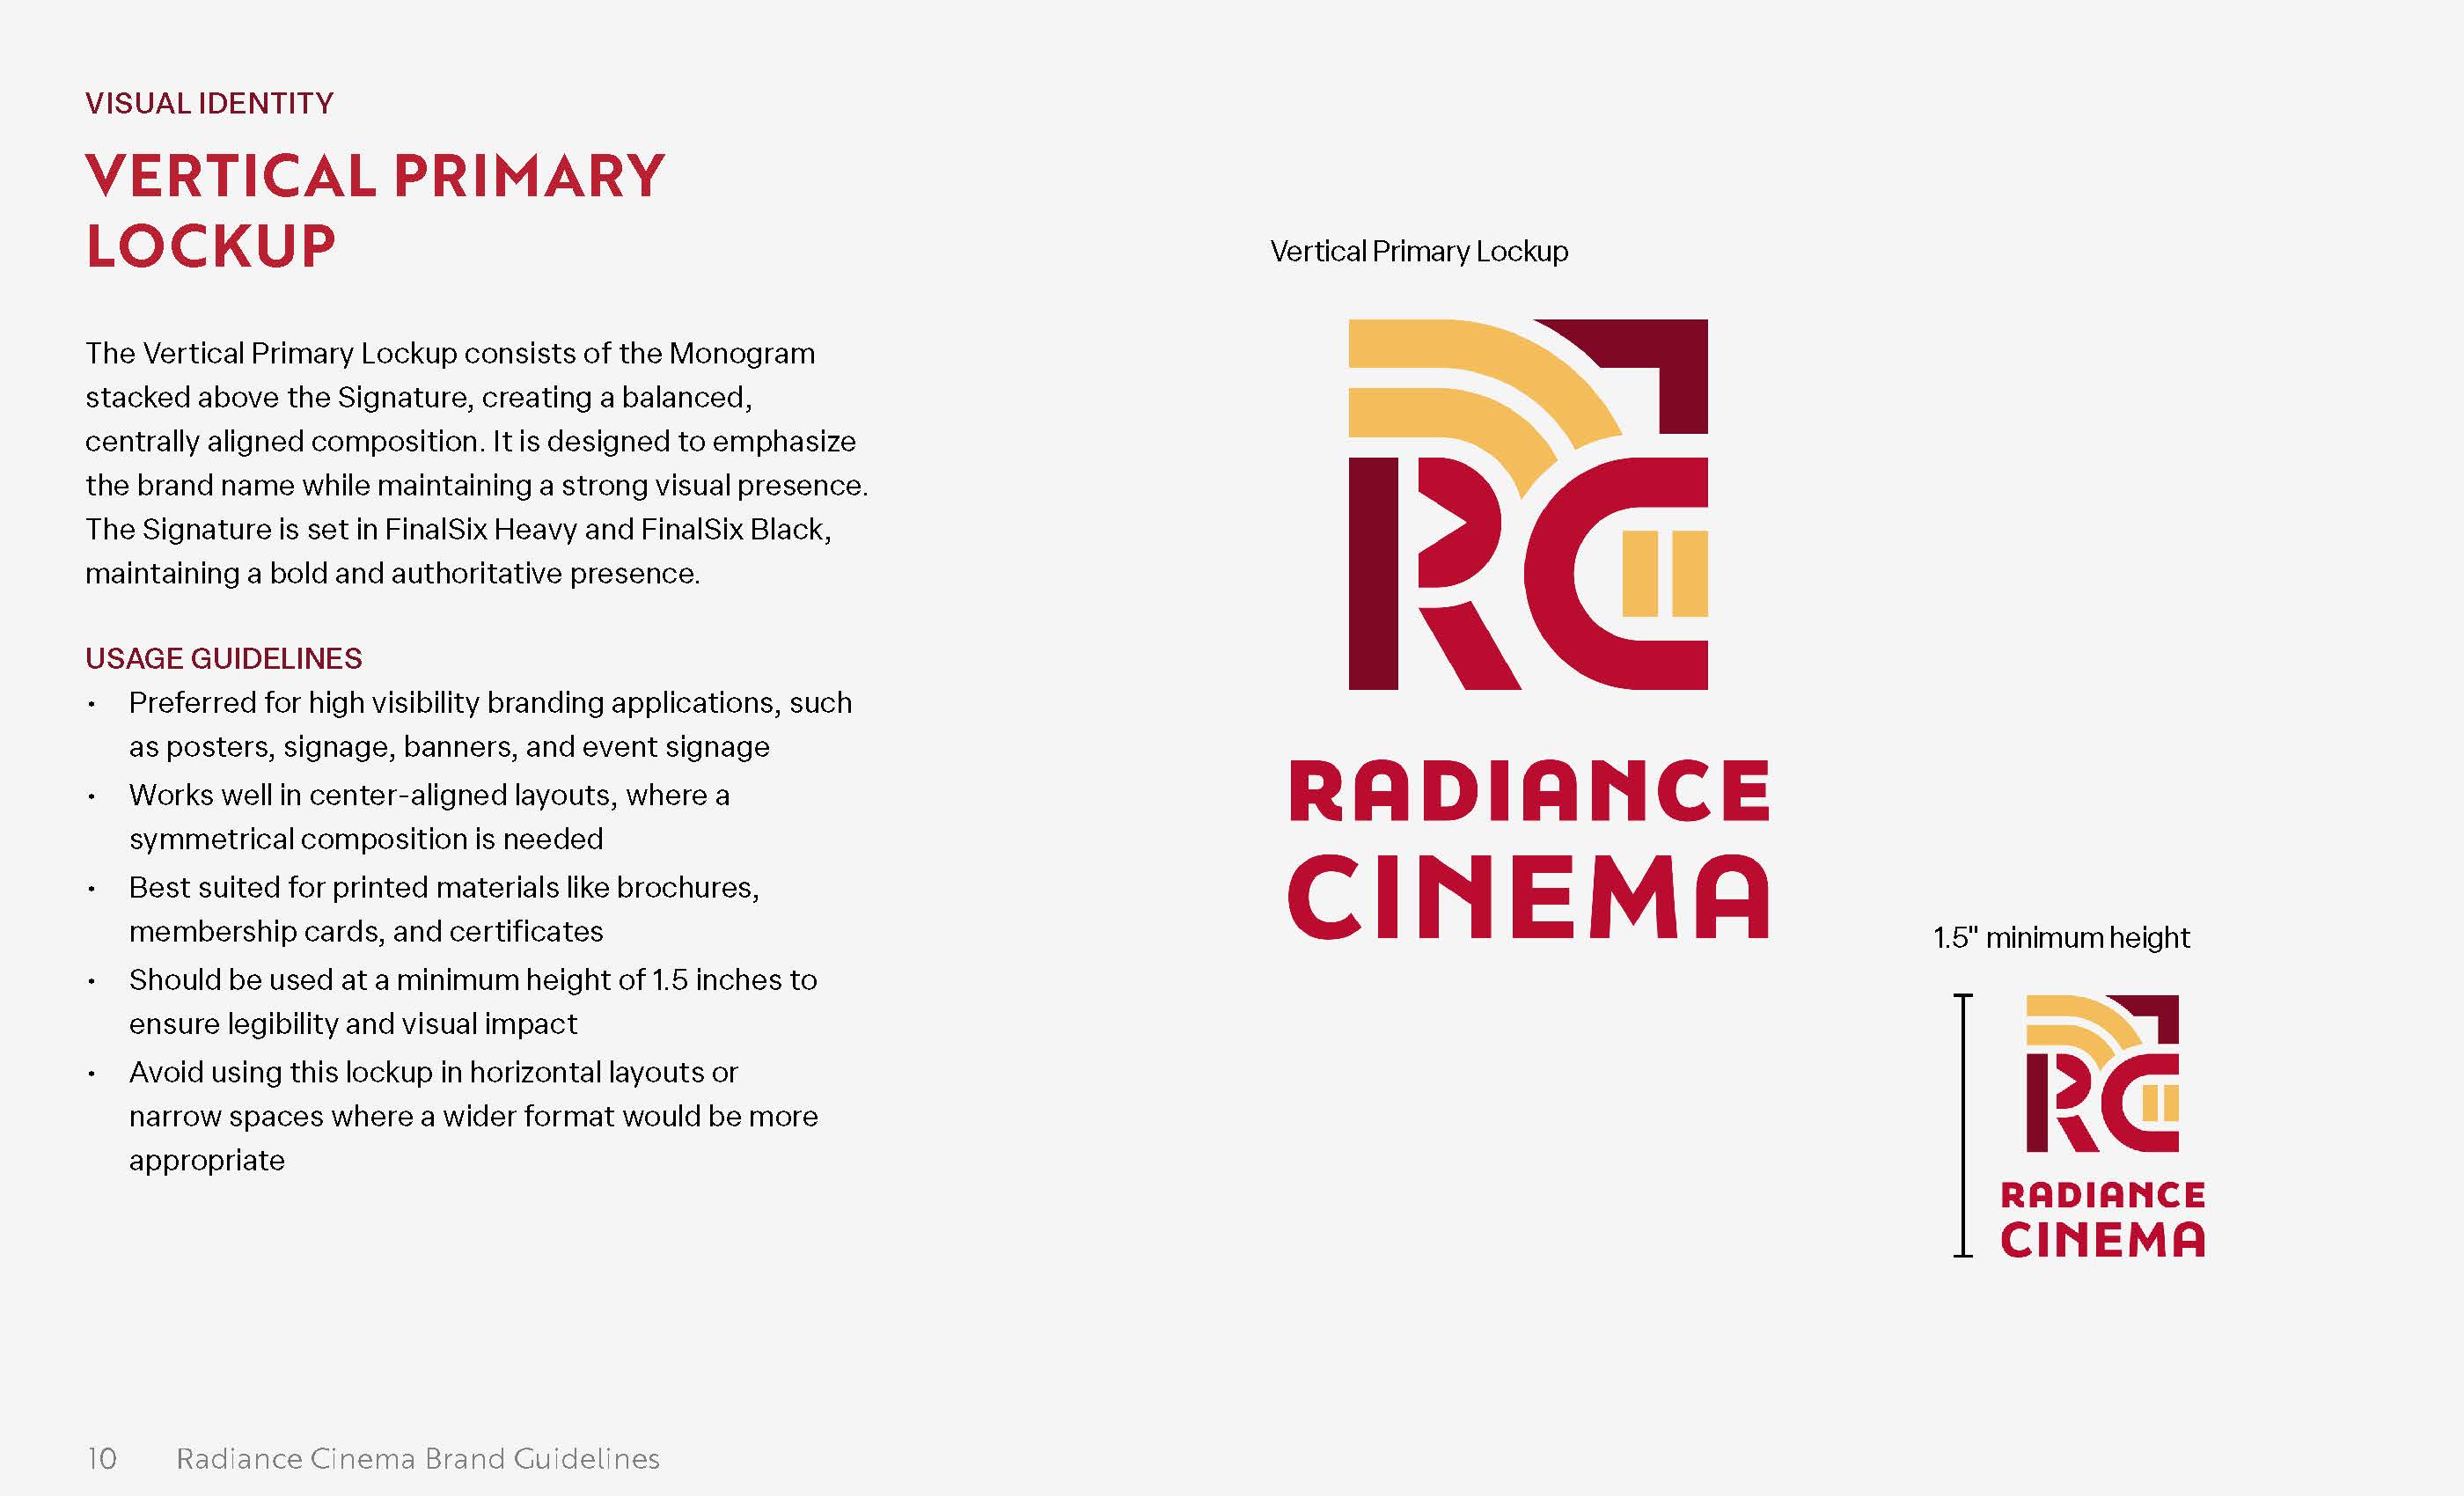 VISUAL IDENTITY
VERTICAL PRIMARY
LOCKUP
The Vertical Primary Lockup consists of the Monogram
stacked above the Signature, creating a balanced,
centrally aligned composition. It is designed to emphasize
the brand name while maintaining a strong visual presence.
The Signature is set in FinalSix Heavy and FinalSix Black,
maintaining a bold and authoritative presence.
USAGE GUIDELINES
• Preferred for high visibility branding applications, such
as posters, signage, banners, and event signage
• Works well in center-aligned layouts, where a
symmetrical composition is needed
• Best suited for printed materials like brochures,
membership cards, and certificates
• Should be used at a minimum height of 1.5 inches to
ensure legibility and visual impact
• Avoid using this lockup in horizontal layouts or
narrow spaces where a wider format would be more
appropriate
Vertical Primary Lockup
RC
RADIANCE
CINEMA
1.5" minimum height
RC
RADIANCE
CINEMA
10 Radiance Cinema Brand Guidelines